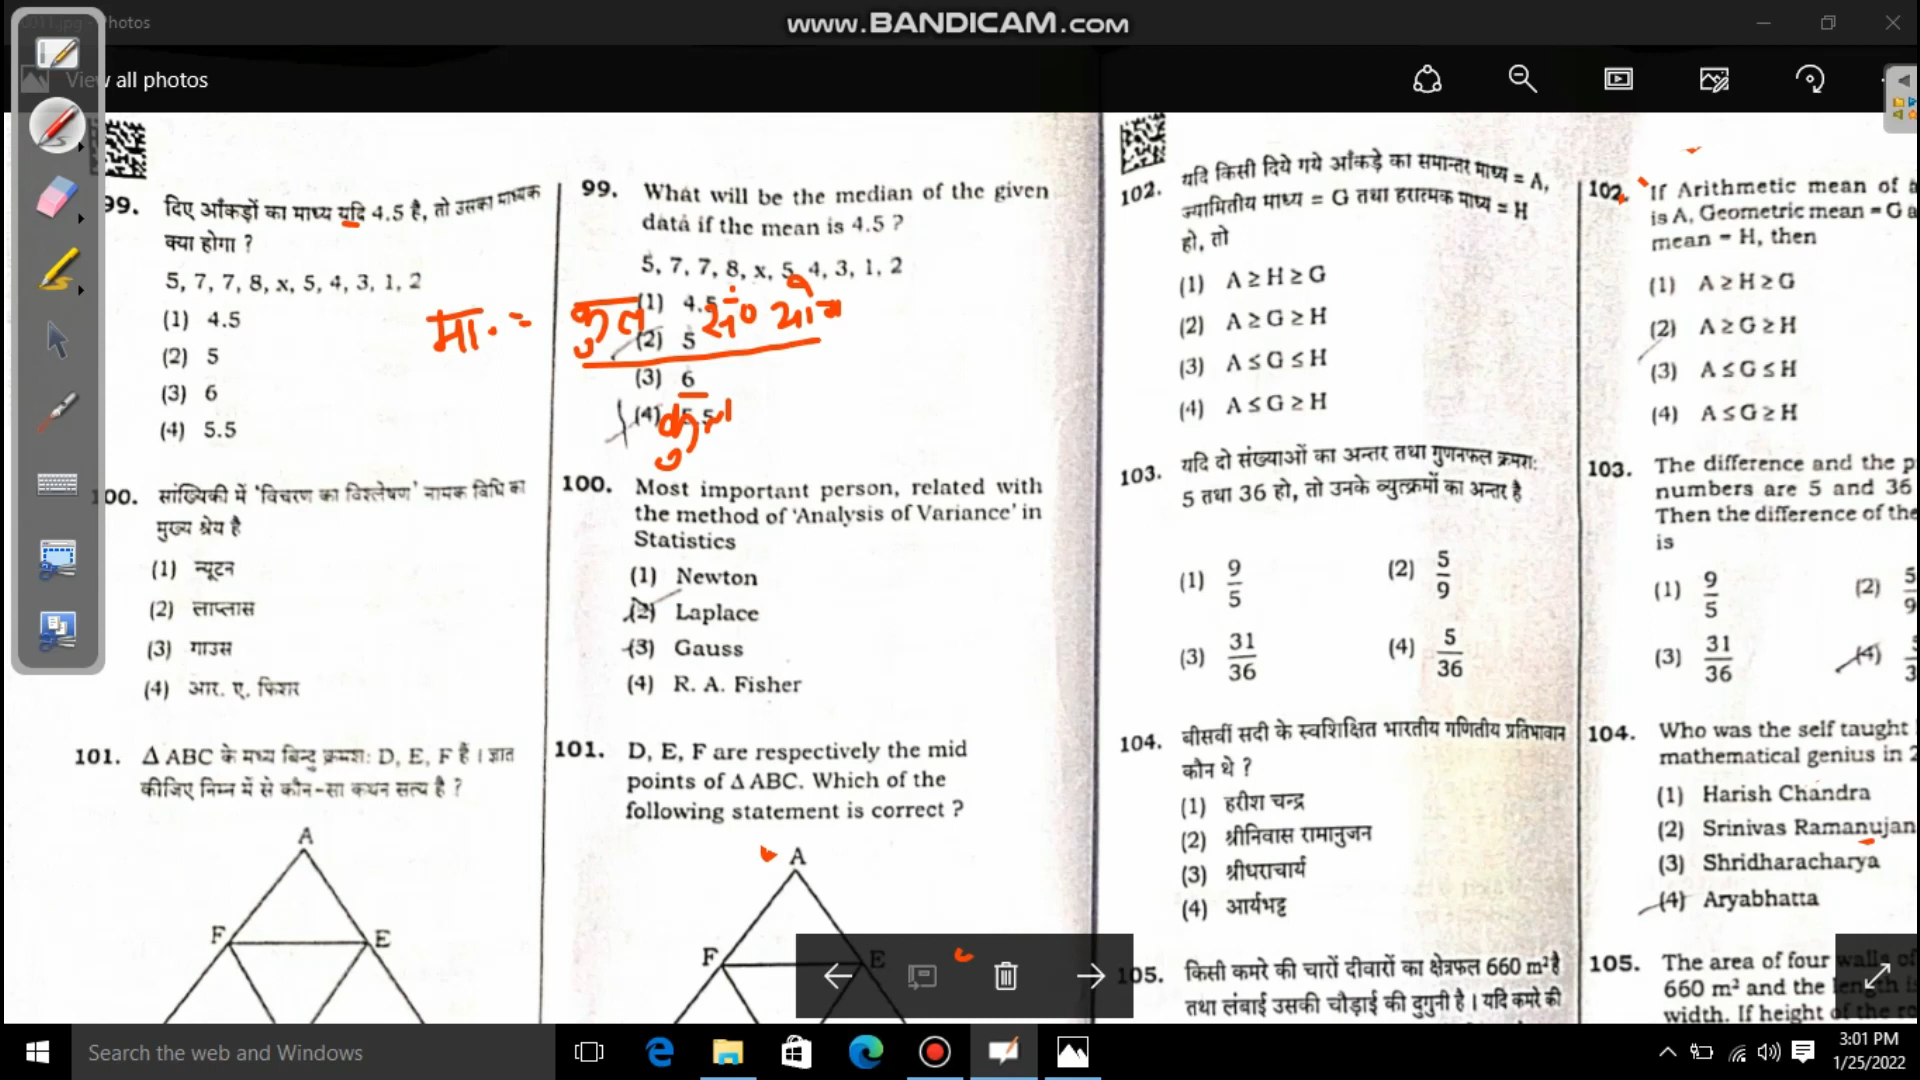 www.BANDICAM.com
Photos
View all photos
99. दिए आँकड़ों का माध्य यदि 4.5 है, तो उसका माध्यक
क्या होगा ?
5, 7, 7, 8, x, 5, 4, 3, 1, 2
(1) 4.5
(2) 5
(3) 6
(4) 5.5
100. सांख्यिकी में 'विचरण का विश्लेषण' नामक विधि का
मुख्य श्रेय है
(1) न्यूटन
(2) लाप्लास
(3) गाउस
(4) आर. ए. फिशर
101. Δ ABC के मध्य बिन्दु क्रमशः D, E, F हैं । ज्ञात
कीजिए निम्न में से कौन-सा कथन सत्य है ?
A
F E
99. What will be the median of the given
data if the mean is 4.5 ?
5, 7, 7, 8, x, 5, 4, 3, 1, 2
(1) 4.5
(2) 5
(3) 6
(4) 5.5
मा. = कुल सं० योग
कुल
100. Most important person, related with
the method of 'Analysis of Variance' in
Statistics
(1) Newton
(2) Laplace
(3) Gauss
(4) R. A. Fisher
101. D, E, F are respectively the mid
points of Δ ABC. Which of the
following statement is correct ?
A
F E
102. यदि किसी दिये गये आँकड़े का समान्तर माध्य = A,
ज्यामितीय माध्य = G तथा हरात्मक माध्य = H
हो, तो
(1) A ≥ H ≥ G
(2) A ≥ G ≥ H
(3) A ≤ G ≤ H
(4) A ≤ G ≥ H
103. यदि दो संख्याओं का अन्तर तथा गुणनफल क्रमशः
5 तथा 36 हो, तो उनके व्युत्क्रमों का अन्तर है
(1) 9/5 (2) 5/9
(3) 31/36 (4) 5/36
104. बीसवीं सदी के स्वशिक्षित भारतीय गणितीय प्रतिभावान
कौन थे ?
(1) हरीश चन्द्र
(2) श्रीनिवास रामानुजन
(3) श्रीधराचार्य
(4) आर्यभट्ट
105. किसी कमरे की चारों दीवारों का क्षेत्रफल 660 m² है
तथा लंबाई उसकी चौड़ाई की दुगुनी है । यदि कमरे की
102. If Arithmetic mean of
is A, Geometric mean = G
mean = H, then
(1) A ≥ H ≥ G
(2) A ≥ G ≥ H
(3) A ≤ G ≤ H
(4) A ≤ G ≥ H
103. The difference and the
numbers are 5 and 36
Then the difference of the
is
(1) 9/5 (2) 5/9
(3) 31/36 (4)
104. Who was the self taught
mathematical genius in
(1) Harish Chandra
(2) Srinivas Ramanujan
(3) Shridharacharya
(4) Aryabhatta
105. The area of four walls of
660 m² and the length is
width. If height of the
Search the web and Windows
3:01 PM
1/25/2022